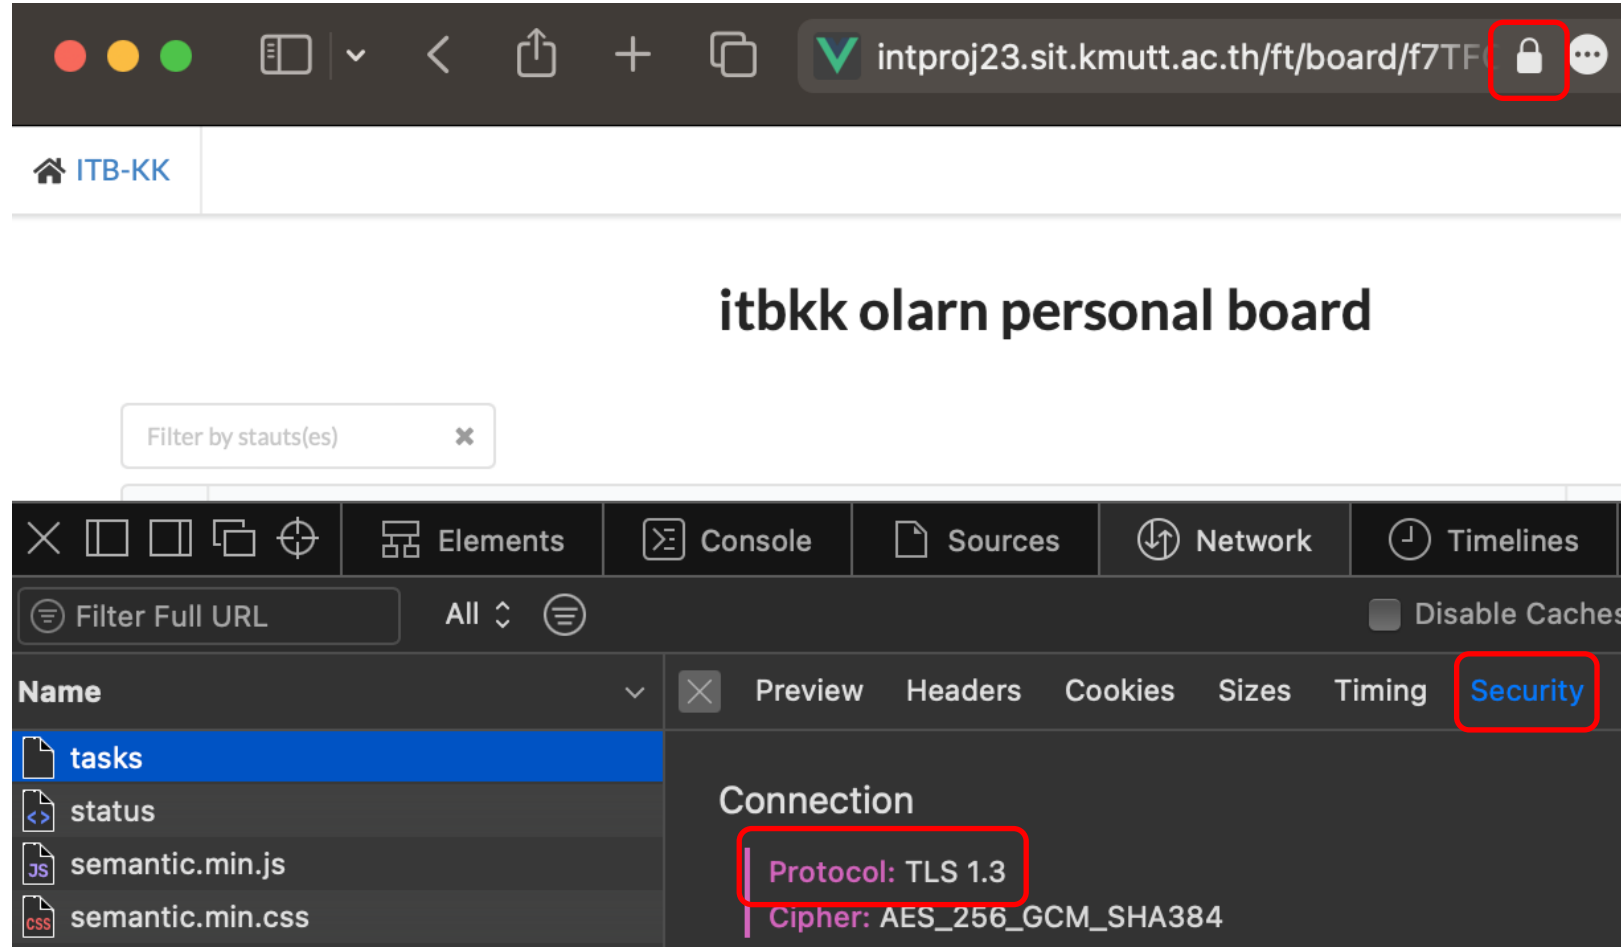 intproj23.sit.kmutt.ac.th/ft/board/f7TF
ITB-KK
itbkk olarn personal board
Filter by stauts(es)
Elements Console Sources Network Timelines
Filter Full URL All Disable Caches
Name Preview Headers Cookies Sizes Timing Security
tasks
status
Connection
semantic.min.js
Protocol: TLS 1.3
semantic.min.css
Cipher: AES_256_GCM_SHA384